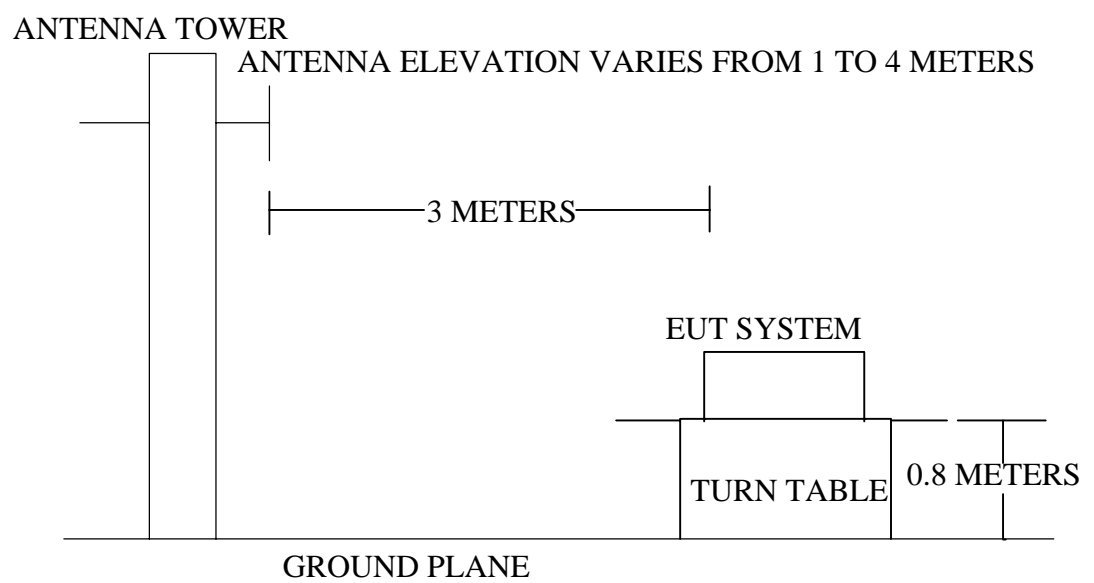 ANTENNA TOWER
ANTENNA ELEVATION VARIES FROM 1 TO 4 METERS
3 METERS
EUT SYSTEM
TURN TABLE
0.8 METERS
GROUND PLANE